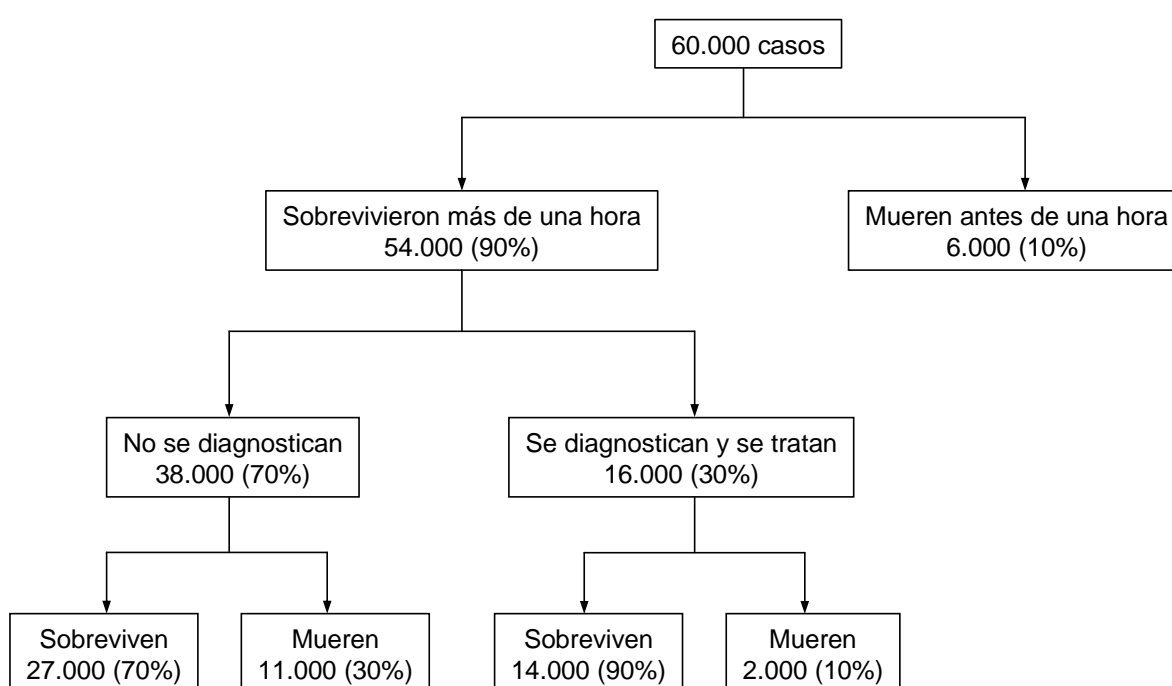 60.000 casos
Sobrevivieron más de una hora
54.000 (90%)
Mueren antes de una hora
6.000 (10%)
No se diagnostican
38.000 (70%)
Se diagnostican y se tratan
16.000 (30%)
Sobreviven
27.000 (70%)
Mueren
11.000 (30%)
Sobreviven
14.000 (90%)
Mueren
2.000 (10%)